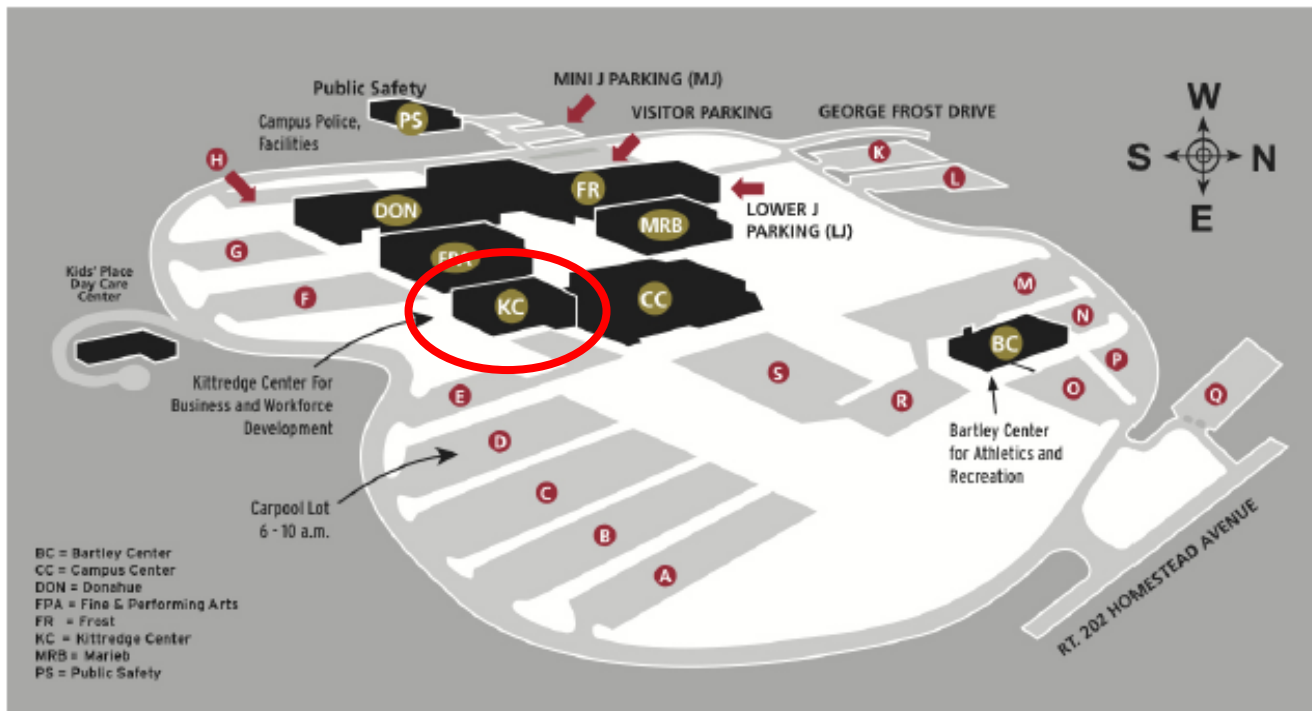 MINI J PARKING (MJ)
Public Safety
PS
Campus Police,
Facilities
VISITOR PARKING
GEORGE FROST DRIVE
W
S
N
E
H
K
L
FR
DON
LOWER J
PARKING (LJ)
MRB
G
FPA
Kids' Place
Day Care
Center
F
KC
CC
M
N
BC
P
Kittredge Center For
Business and Workforce
Development
E
S
R
O
Q
D
Bartley Center
for Athletics and
Recreation
C
Carpool Lot
6 - 10 a.m.
B
A
RT. 202 HOMESTEAD AVENUE
BC = Bartley Center
CC = Campus Center
DON = Donahue
FPA = Fine & Performing Arts
FR = Frost
KC = Kittredge Center
MRB = Marieb
PS = Public Safety